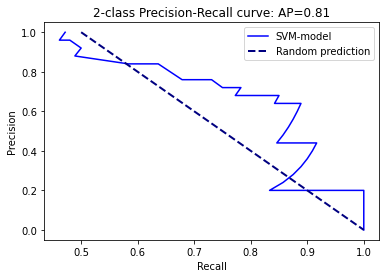 2-class Precision-Recall curve: AP=0.81
SVM-model
Random prediction
Precision
1.0
0.8
0.6
0.4
0.2
0.0
0.5
0.6
0.7
0.8
0.9
1.0
Recall